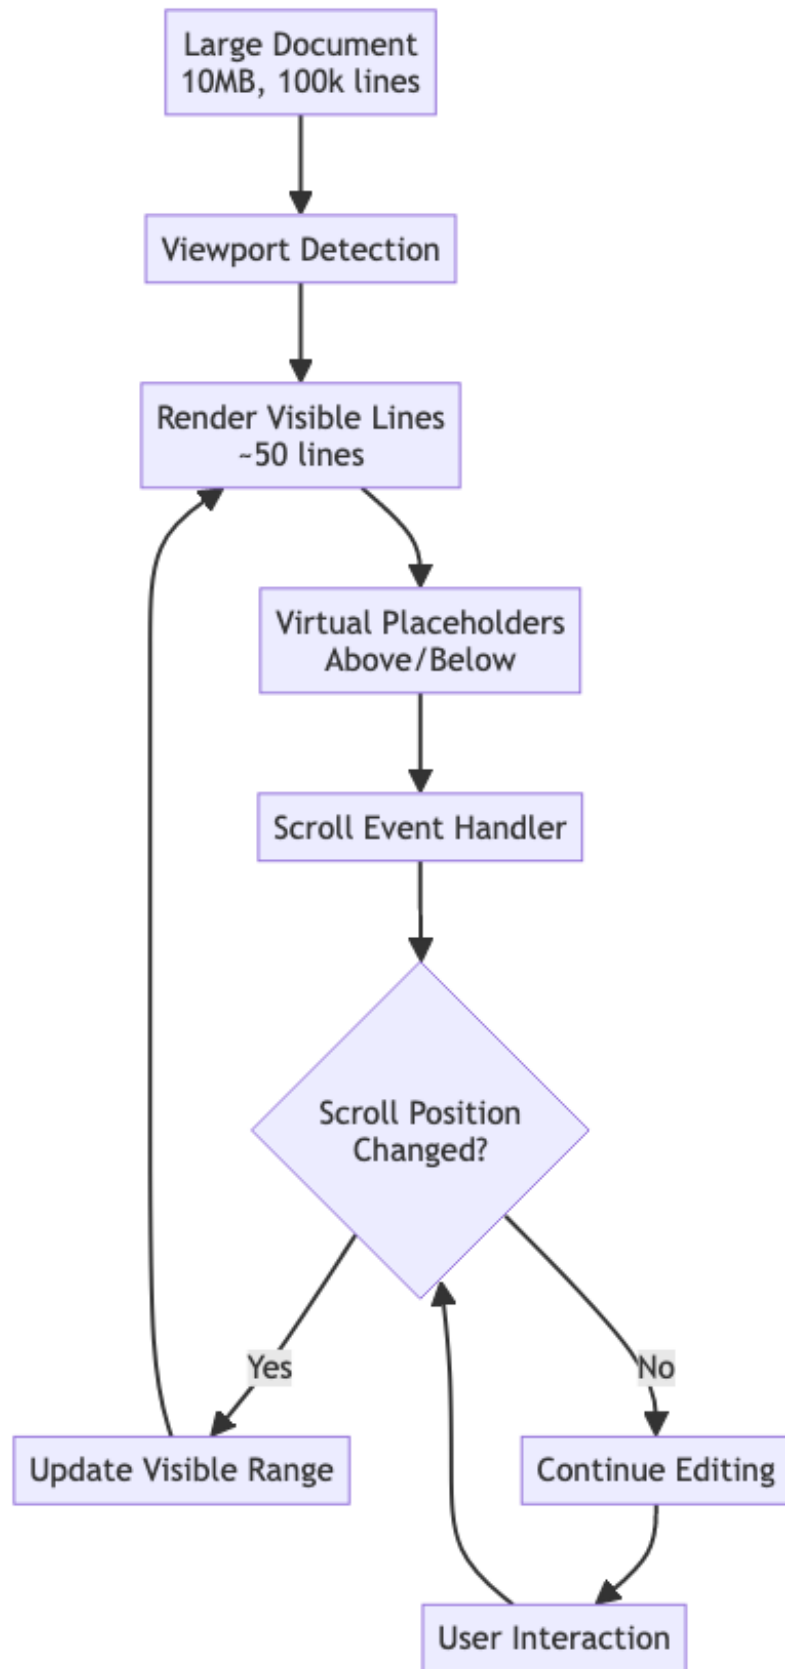 Large Document
10MB, 100k lines
Viewport Detection
Render Visible Lines
~50 lines
Virtual Placeholders
Above/Below
Scroll Event Handler
Scroll Position
Changed?
Yes
No
Update Visible Range
Continue Editing
User Interaction